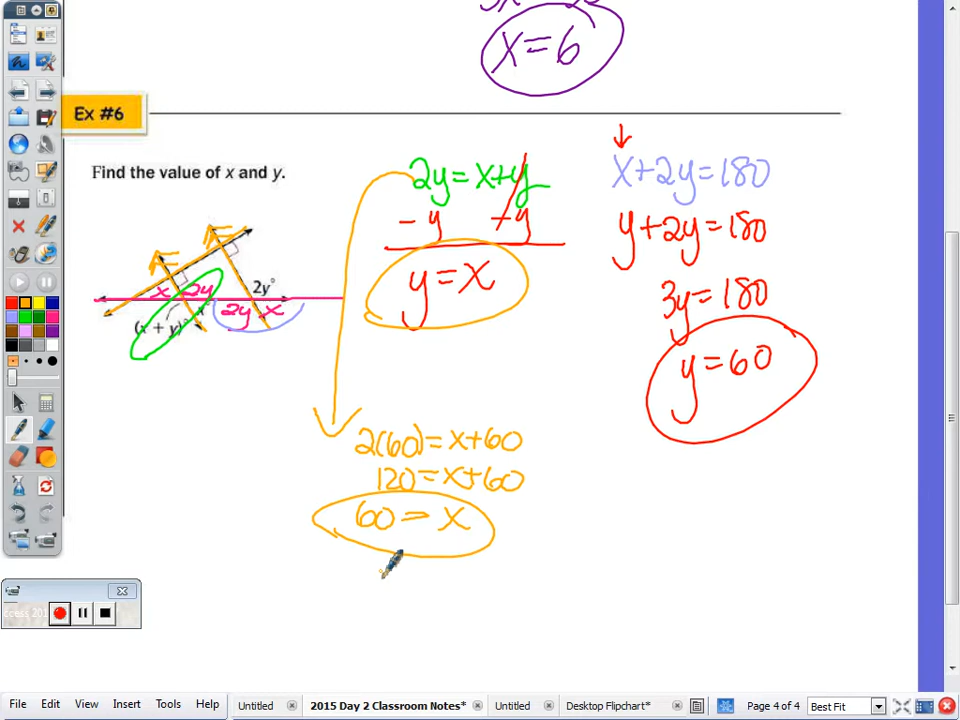 x = 6
Ex #6
Find the value of x and y.
2y = x+y
- y +y
y = x
x+2y=180
y+2y=180
3y=180
y=60
x 2y 2y°
(x + y)° x° 2y x
2(60)=x+60
120=x+60
60 = x
ccess 201
Untitled 2015 Day 2 Classroom Notes* Untitled Desktop Flipchart* Page 4 of 4 Best Fit
File Edit View Insert Tools Help